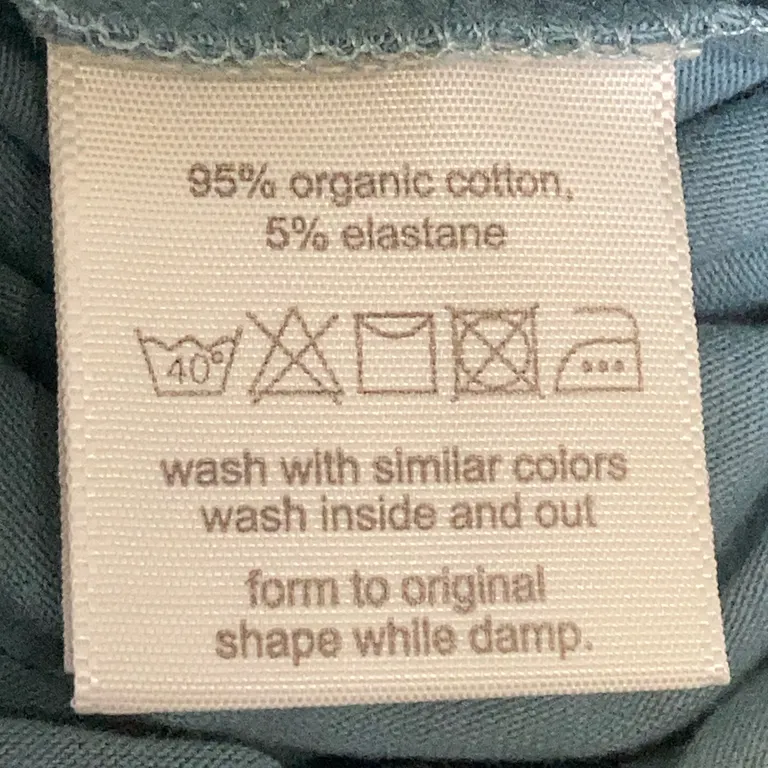 95% organic cotton,
5% elastane
40°
wash with similar colors
wash inside and out
form to original
shape while damp.